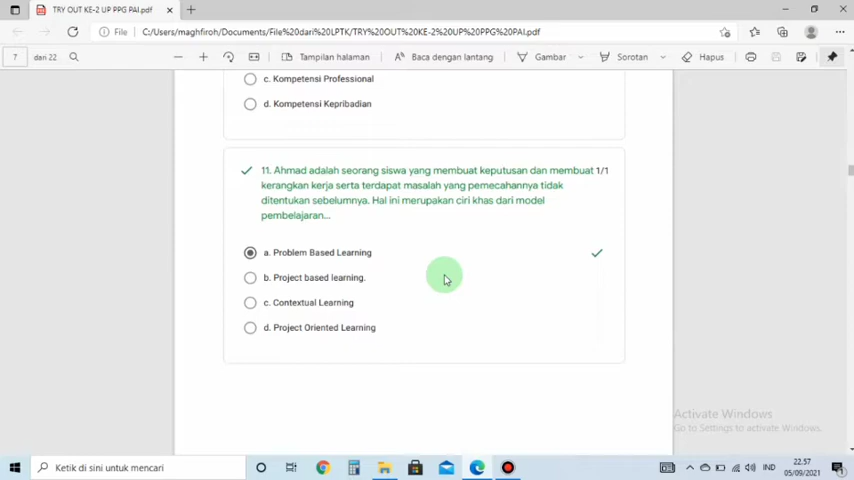 TRY OUT KE-2 UP PPG PAI.pdf
File
C:/Users/maghfiroh/Documents/File%20dari%20LPTK/TRY%20OUT%20KE-2%20UP%20PPG%20PAI.pdf
7 dari 22
Tampilan halaman
Baca dengan lantang
Gambar
Sorotan
Hapus
c. Kompetensi Professional
d. Kompetensi Kepribadian
11. Ahmad adalah seorang siswa yang membuat keputusan dan membuat 1/1
kerangkan kerja serta terdapat masalah yang pemecahannya tidak
ditentukan sebelumnya. Hal ini merupakan ciri khas dari model
pembelajaran...
a. Problem Based Learning
b. Project based learning.
c. Contextual Learning
d. Project Oriented Learning
Activate Windows
Go to Settings to activate Windows.
Ketik di sini untuk mencari
IND
22.57
05/09/2021
1